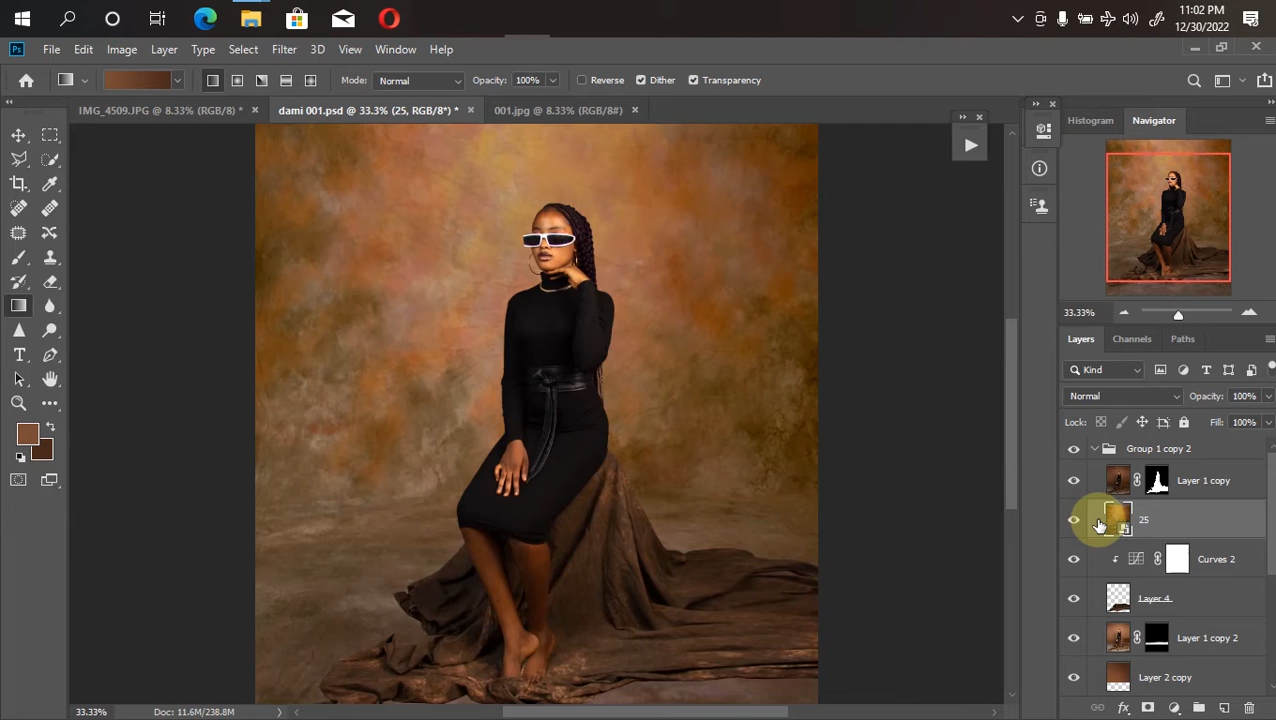 11:02 PM
12/30/2022
Ps File Edit Image Layer Type Select Filter 3D View Window Help
Mode: Normal Opacity: 100% Reverse Dither Transparency
IMG_4509.JPG @ 8.33% (RGB/8) * dami 001.psd @ 33.3% (25, RGB/8*) * 001.jpg @ 8.33% (RGB/8#)
Histogram Navigator
33.33%
Layers Channels Paths
Kind
Normal Opacity: 100%
Lock: Fill: 100%
Group 1 copy 2
Layer 1 copy
25
Curves 2
Layer 4
Layer 1 copy 2
Layer 2 copy
33.33% Doc: 11.6M/238.8M